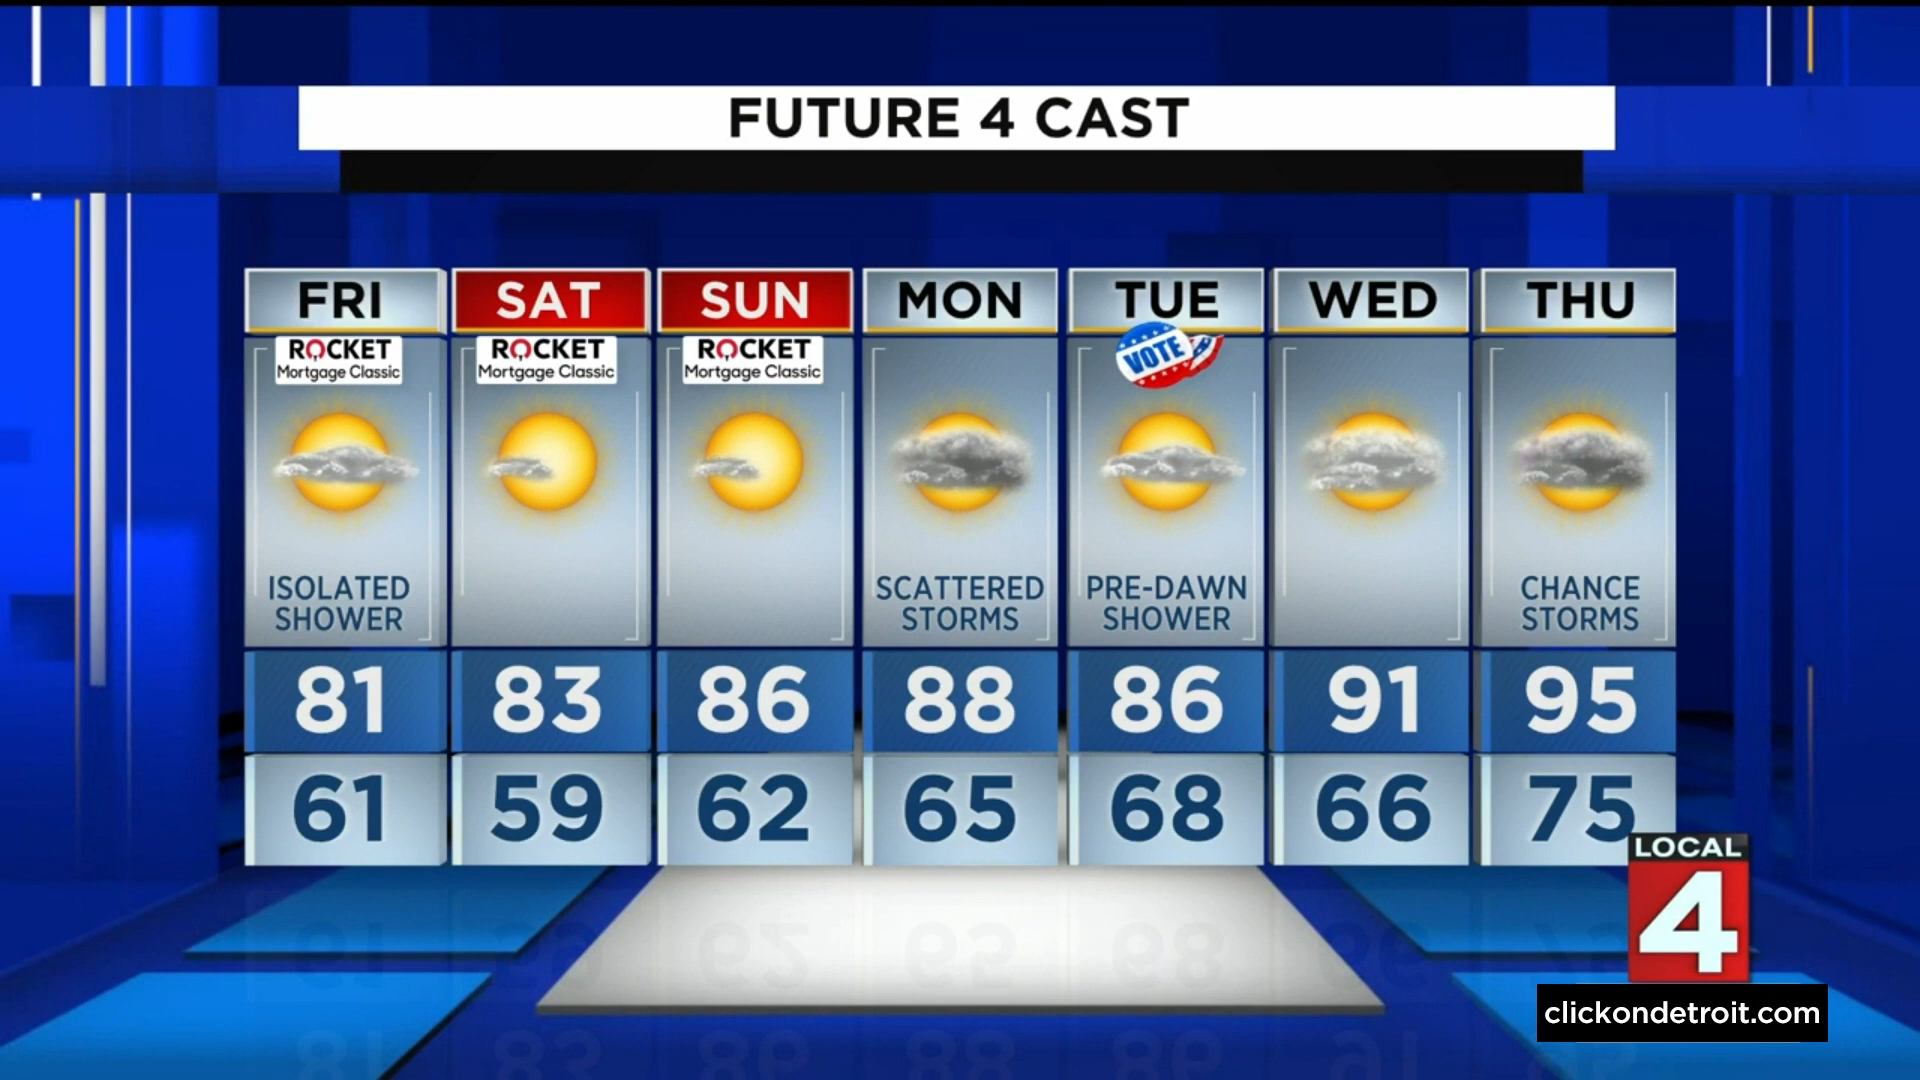 FUTURE 4 CAST
FRI SAT SUN MON TUE WED THU
ROCKET ROCKET ROCKET
Mortgage Classic Mortgage Classic Mortgage Classic
VOTE
ISOLATED SCATTERED PRE-DAWN CHANCE
SHOWER STORMS SHOWER STORMS
81 83 86 88 86 91 95
61 59 62 65 68 66 75
LOCAL
4
clickondetroit.com